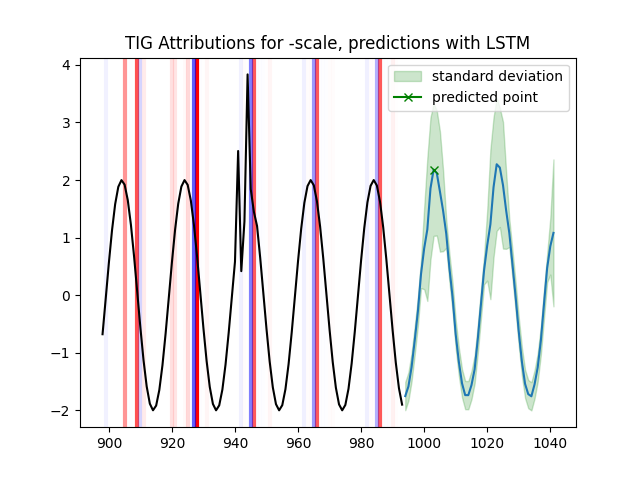 TIG Attributions for -scale, predictions with LSTM
standard deviation
predicted point
4
3
2
1
0
−1
−2
900 920 940 960 980 1000 1020 1040